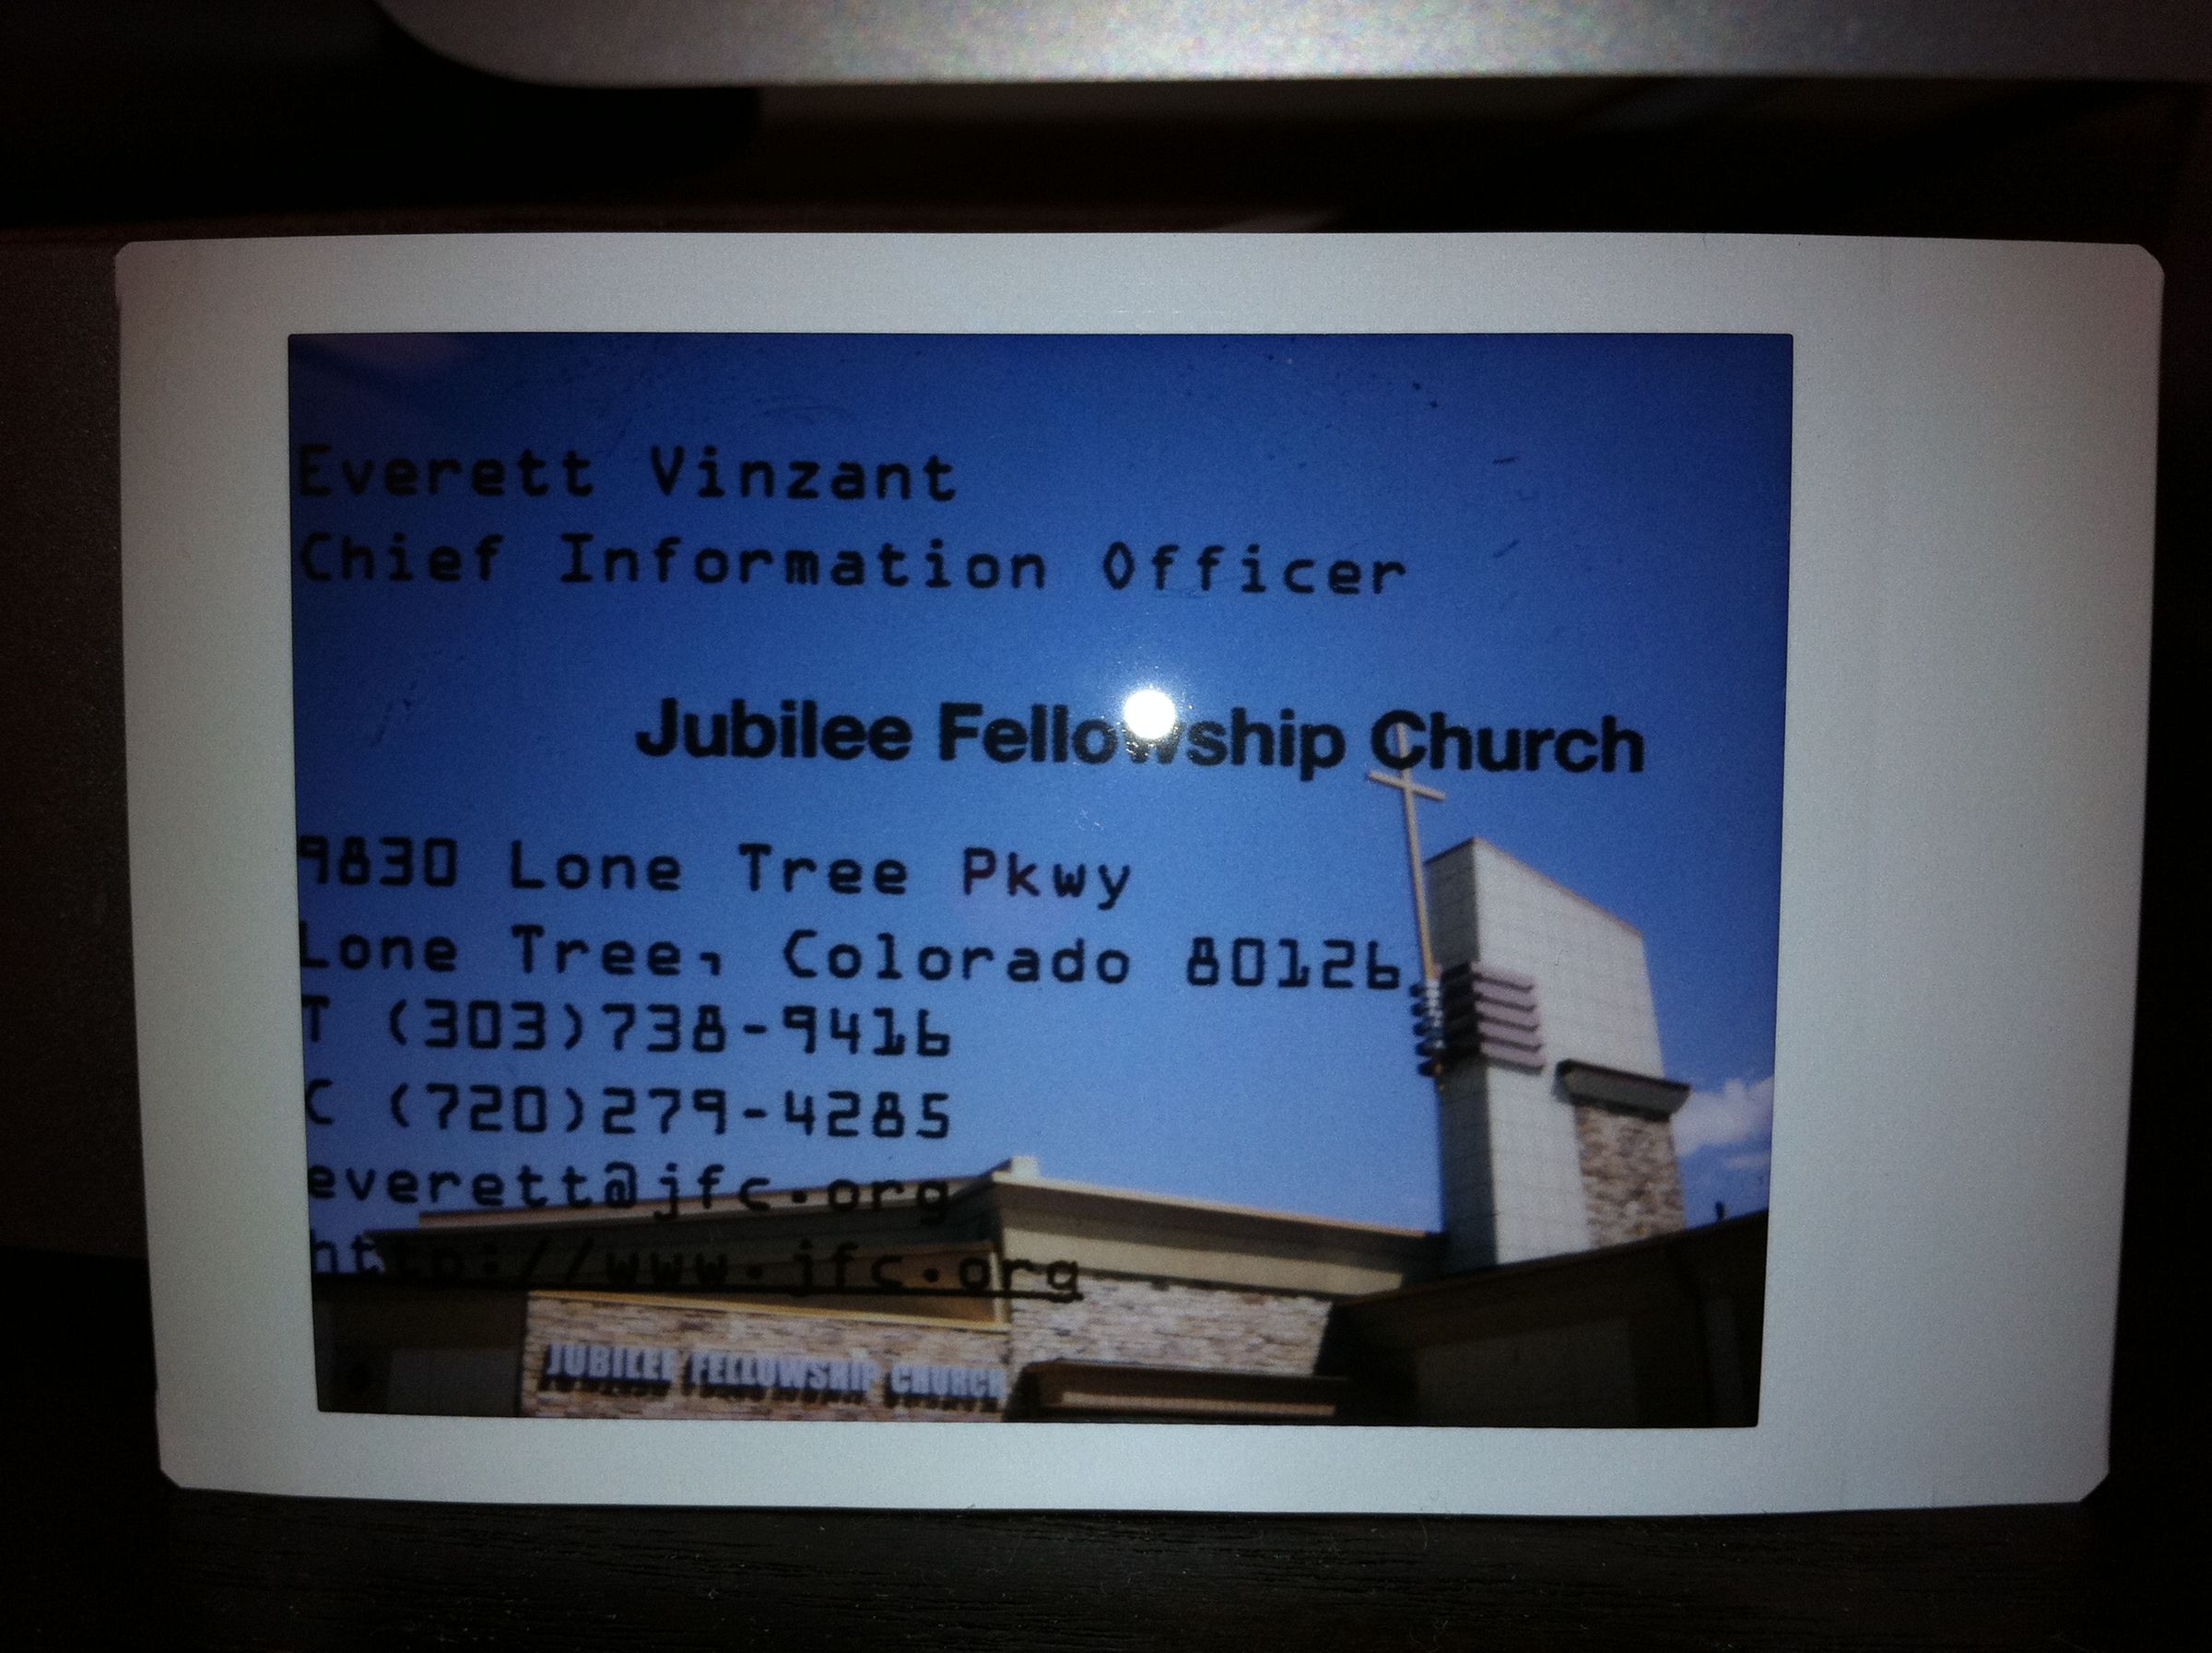 Everett Vinzant
Chief Information Officer
Jubilee Fellowship Church
9830 Lone Tree Pkwy
Lone Tree, Colorado 80126
T (303)738-9416
C (720)279-4285
everett@jfc.org
http://www.jfc.org
JUBILEE FELLOWSHIP CHURCH